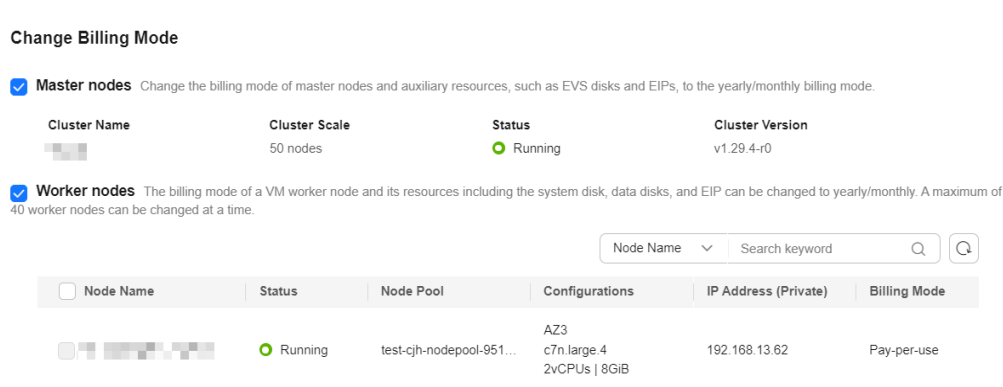 Change Billing Mode
Master nodes Change the billing mode of master nodes and auxiliary resources, such as EVS disks and EIPs, to the yearly/monthly billing mode.
Cluster Name Cluster Scale Status Cluster Version
50 nodes Running v1.29.4-r0
Worker nodes The billing mode of a VM worker node and its resources including the system disk, data disks, and EIP can be changed to yearly/monthly. A maximum of
40 worker nodes can be changed at a time.
Node Name Search keyword
Node Name Status Node Pool Configurations IP Address (Private) Billing Mode
AZ3
Running test-cjh-nodepool-951... c7n.large.4 192.168.13.62 Pay-per-use
2vCPUs | 8GiB